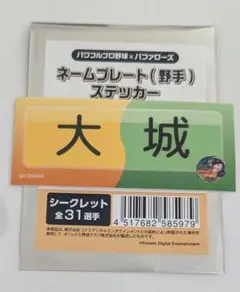 パワフルプロ野球×バファローズ
ネームプレート(野手)
ステッカー
大城
©KONAMI
シークレット
全31選手
4 517682 585979
©Konami Digital Entertainment